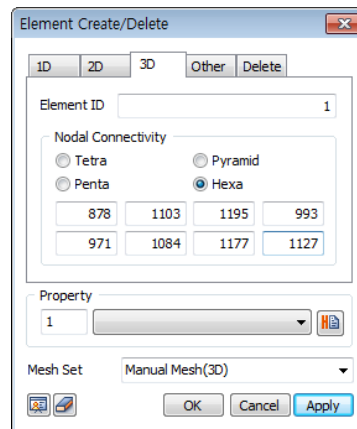 Element Create/Delete
1D 2D 3D Other Delete
Element ID 1
Nodal Connectivity
Tetra Pyramid
Penta Hexa
878 1103 1195 993
971 1084 1177 1127
Property
1
Mesh Set Manual Mesh(3D)
OK Cancel Apply